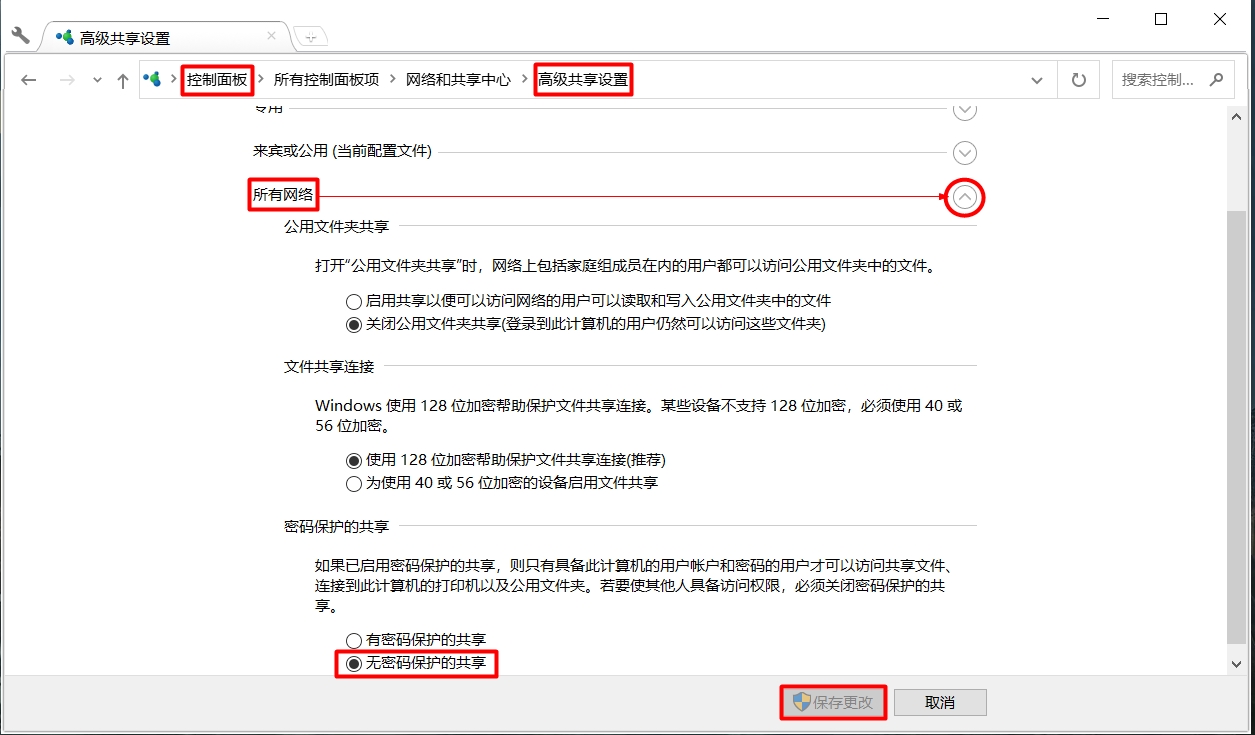 高级共享设置
控制面板 所有控制面板项 网络和共享中心 高级共享设置 搜索控制...
专用
来宾或公用 (当前配置文件)
所有网络
公用文件夹共享
打开“公用文件夹共享”时，网络上包括家庭组成员在内的用户都可以访问公用文件夹中的文件。
启用共享以便可以访问网络的用户可以读取和写入公用文件夹中的文件
关闭公用文件夹共享(登录到此计算机的用户仍然可以访问这些文件夹)
文件共享连接
Windows 使用 128 位加密帮助保护文件共享连接。某些设备不支持 128 位加密，必须使用 40 或
56 位加密。
使用 128 位加密帮助保护文件共享连接(推荐)
为使用 40 或 56 位加密的设备启用文件共享
密码保护的共享
如果已启用密码保护的共享，则只有具备此计算机的用户帐户和密码的用户才可以访问共享文件、
连接到此计算机的打印机以及公用文件夹。若要使其他人具备访问权限，必须关闭密码保护的共
享。
有密码保护的共享
无密码保护的共享
保存更改 取消